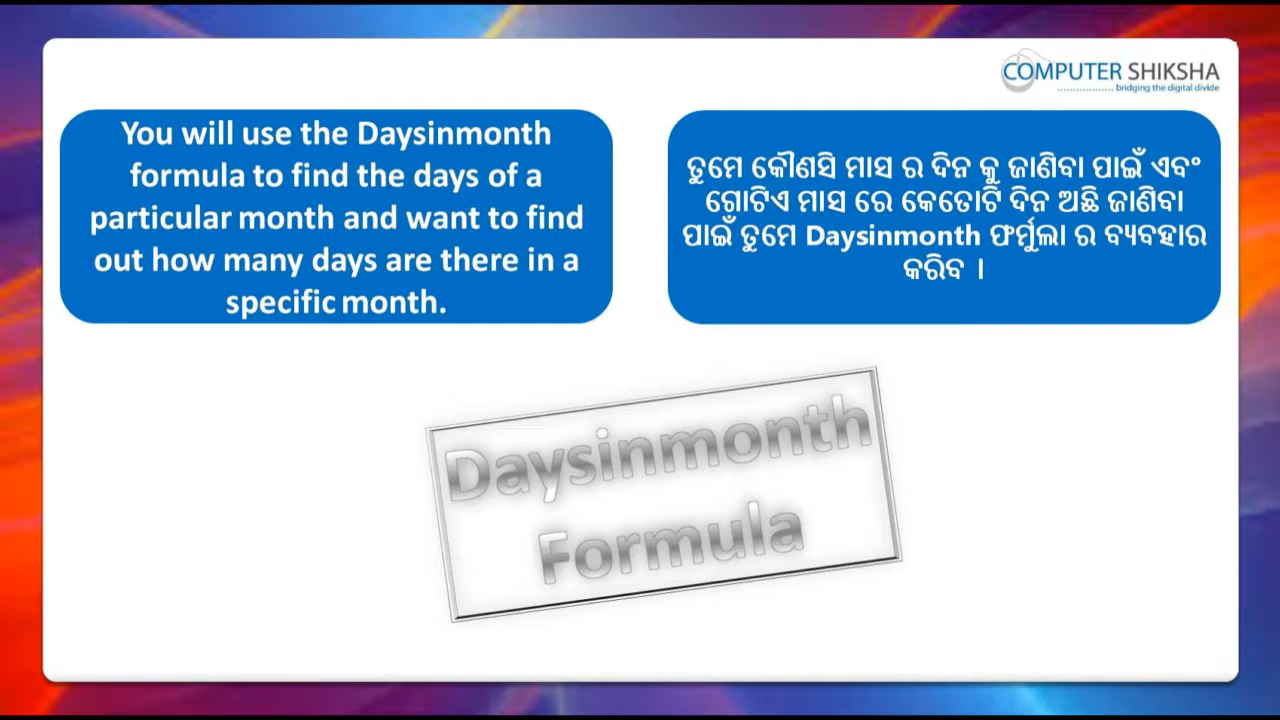 COMPUTER SHIKSHA
bridging the digital divide
You will use the Daysinmonth
formula to find the days of a
particular month and want to find
out how many days are there in a
specific month.
ତୁମେ କୌଣସି ମାସ ର ଦିନ କୁ ଜାଣିବା ପାଇଁ ଏବଂ
ଗୋଟିଏ ମାସ ରେ କେତୋଟି ଦିନ ଅଛି ଜାଣିବା
ପାଇଁ ତୁମେ Daysinmonth ଫର୍ମୁଲା ର ବ୍ୟବହାର
କରିବ ।
Daysinmonth
Formula